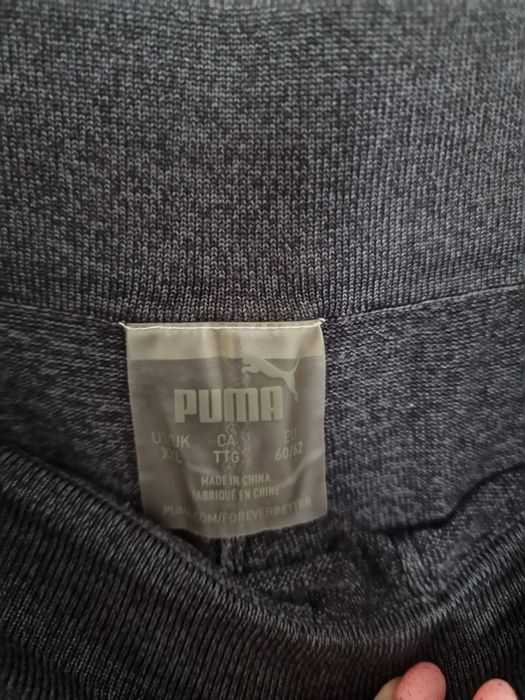 PUMA
US/UK CA EU
XXL TTG 60/62
MADE IN CHINA
FABRIQUÉ EN CHINE
PUMA.COM/FOREVERBETTER